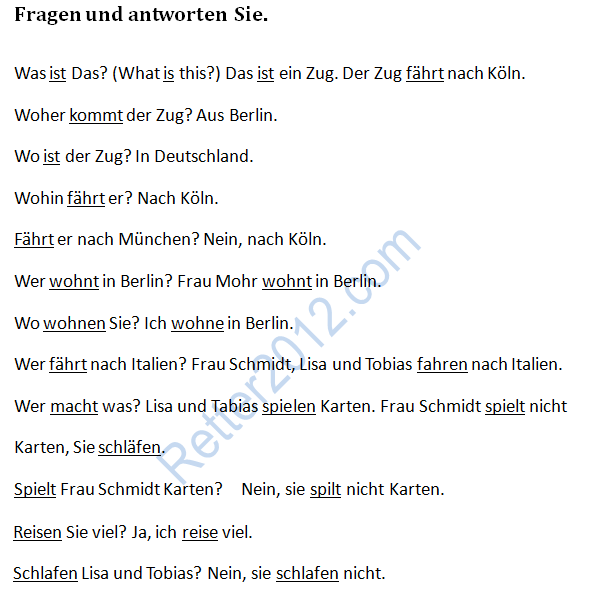 Fragen und antworten Sie.
Was ist Das? (What is this?) Das ist ein Zug. Der Zug fährt nach Köln.
Woher kommt der Zug? Aus Berlin.
Wo ist der Zug? In Deutschland.
Wohin fährt er? Nach Köln.
Fährt er nach München? Nein, nach Köln.
Wer wohnt in Berlin? Frau Mohr wohnt in Berlin.
Wo wohnen Sie? Ich wohne in Berlin.
Wer fährt nach Italien? Frau Schmidt, Lisa und Tobias fahren nach Italien.
Wer macht was? Lisa und Tabias spielen Karten. Frau Schmidt spielt nicht
Karten, Sie schläfen.
Spielt Frau Schmidt Karten? Nein, sie spilt nicht Karten.
Reisen Sie viel? Ja, ich reise viel.
Schlafen Lisa und Tobias? Nein, sie schlafen nicht.
Retter2012.com